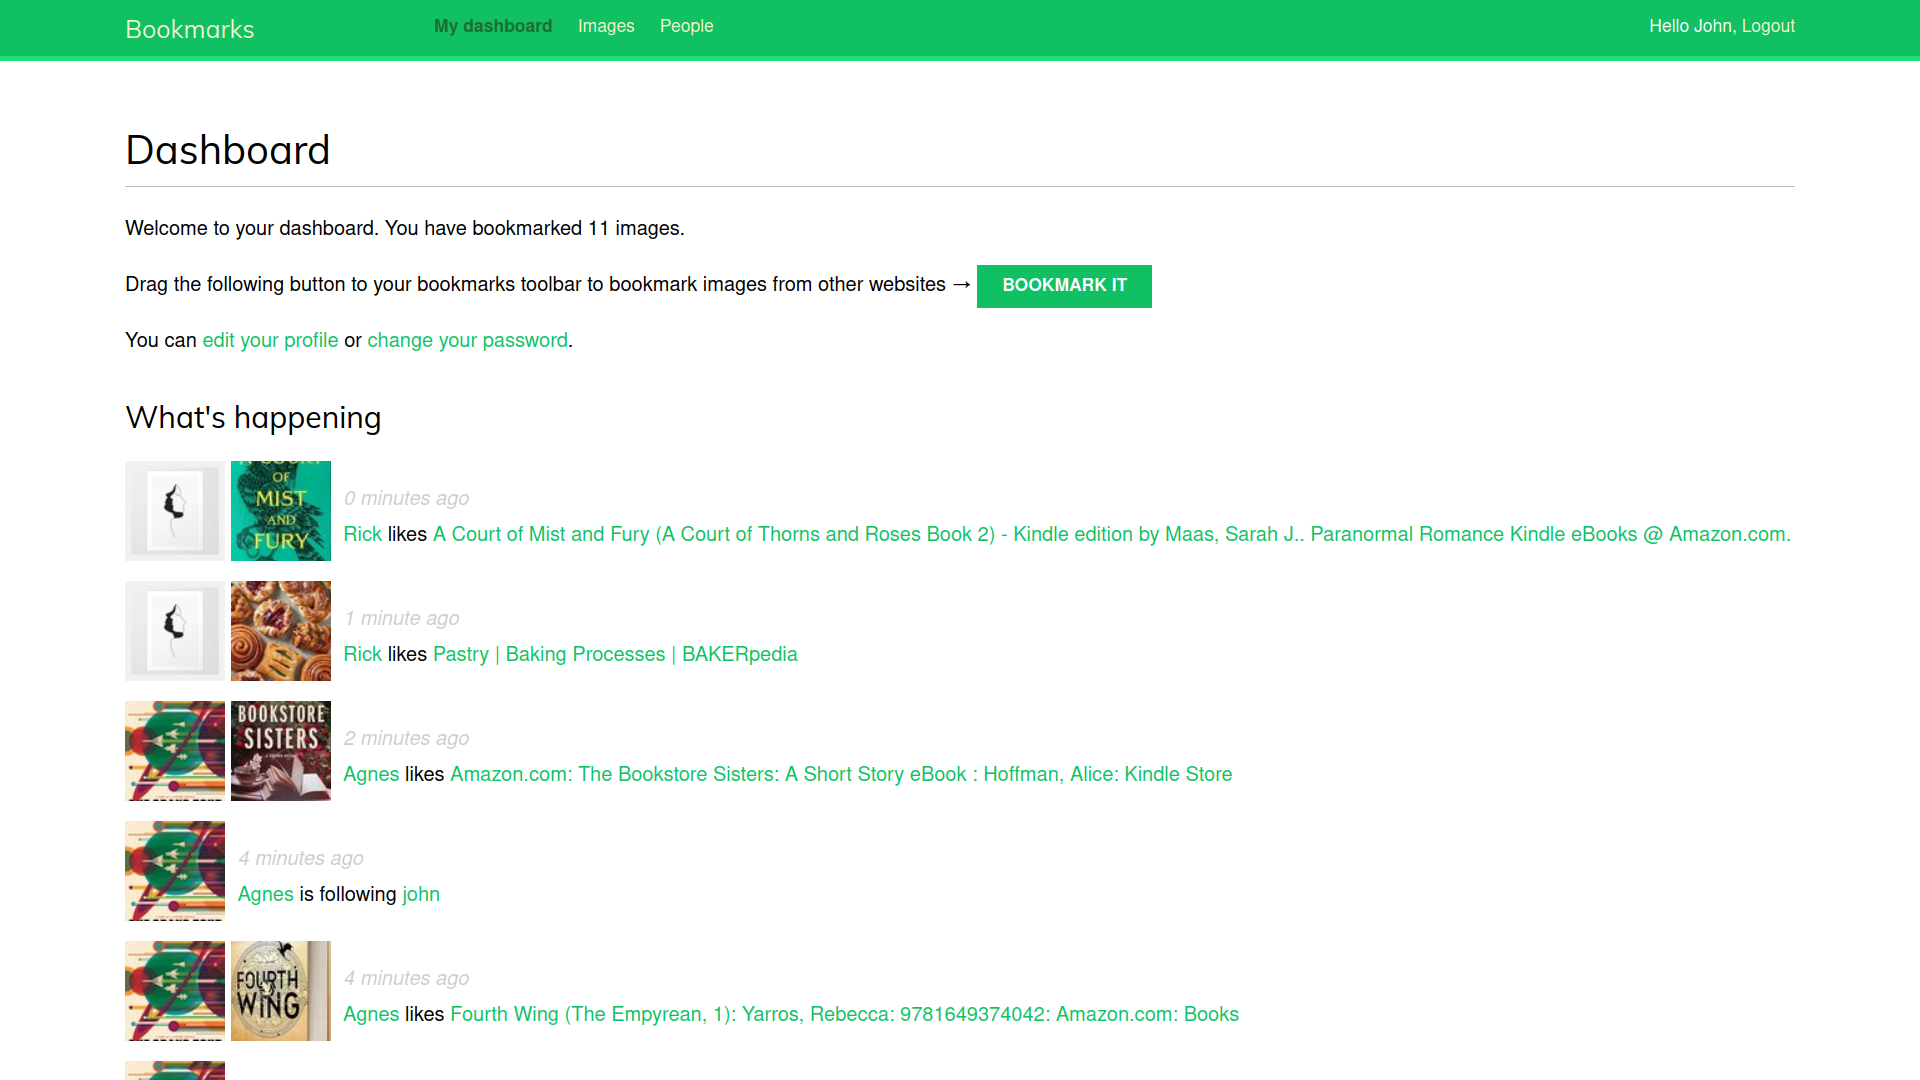 Bookmarks
My dashboard Images People
Hello John, Logout
Dashboard
Welcome to your dashboard. You have bookmarked 11 images.
Drag the following button to your bookmarks toolbar to bookmark images from other websites → BOOKMARK IT
You can edit your profile or change your password.
What's happening
OF
MIST
AND
FURY
0 minutes ago
Rick likes A Court of Mist and Fury (A Court of Thorns and Roses Book 2) - Kindle edition by Maas, Sarah J.. Paranormal Romance Kindle eBooks @ Amazon.com.
1 minute ago
Rick likes Pastry | Baking Processes | BAKERpedia
BOOKSTORE
SISTERS
2 minutes ago
Agnes likes Amazon.com: The Bookstore Sisters: A Short Story eBook : Hoffman, Alice: Kindle Store
4 minutes ago
Agnes is following john
FOURTH
WING
4 minutes ago
Agnes likes Fourth Wing (The Empyrean, 1): Yarros, Rebecca: 9781649374042: Amazon.com: Books